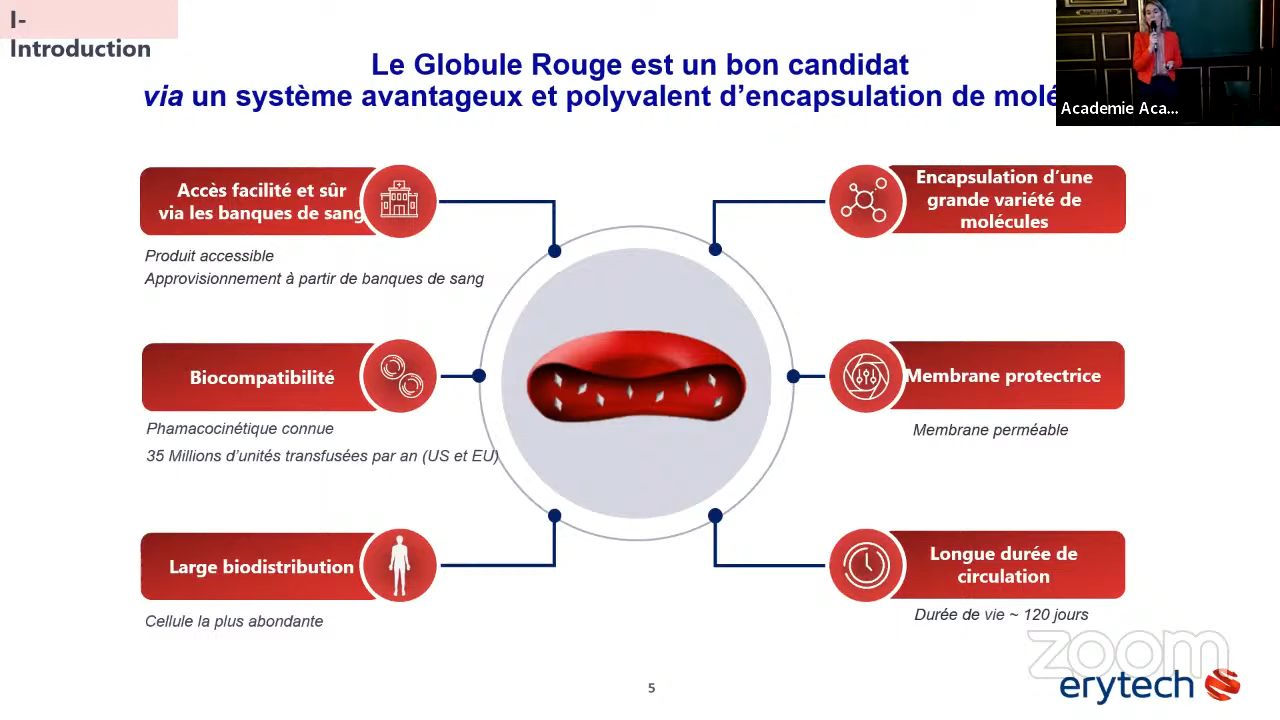 I-
Introduction
Le Globule Rouge est un bon candidat
via un système avantageux et polyvalent d’encapsulation de molé
Academie Aca...
Accès facilité et sûr
via les banques de sang
Produit accessible
Approvisionnement à partir de banques de sang
Encapsulation d’une
grande variété de
molécules
Biocompatibilité
Phamacocinétique connue
35 Millions d’unités transfusées par an (US et EU)
Membrane protectrice
Membrane perméable
Large biodistribution
Cellule la plus abondante
Longue durée de
circulation
Durée de vie ~ 120 jours
zoom
erytech
5